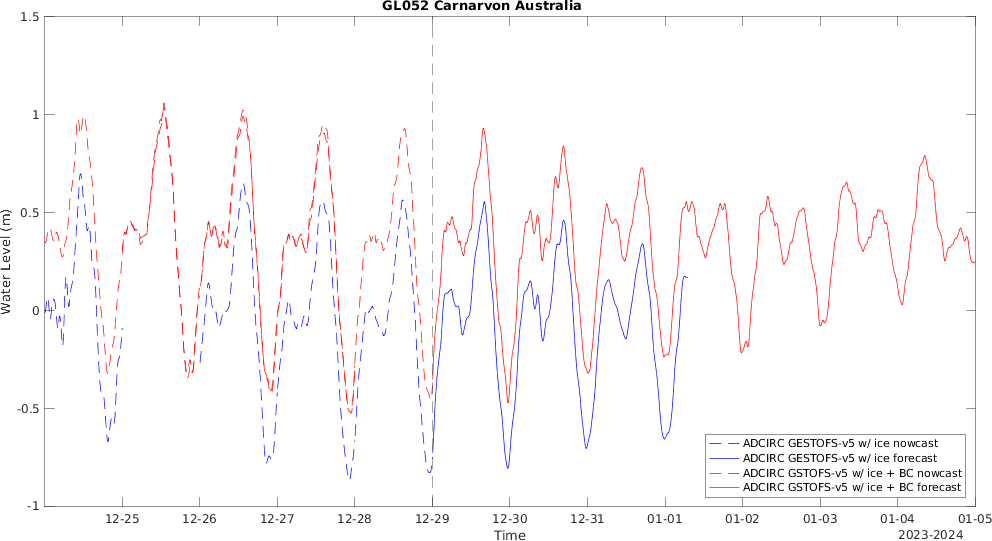 GL052 Carnarvon Australia
1.5
1
0.5
0
-0.5
-1
Water Level (m)
12-25 12-26 12-27 12-28 12-29 12-30 12-31 01-01 01-02 01-03 01-04 01-05
Time
2023-2024
ADCIRC GESTOFS-v5 w/ ice nowcast
ADCIRC GESTOFS-v5 w/ ice forecast
ADCIRC GSTOFS-v5 w/ ice + BC nowcast
ADCIRC GSTOFS-v5 w/ ice + BC forecast